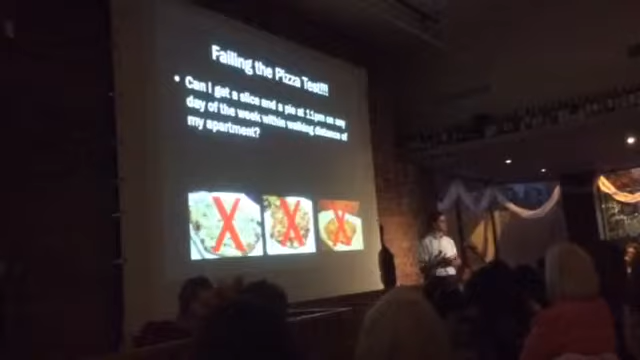 Failing the Pizza Test!!!
• Can I get a slice and a pie at 11pm on any
day of the week within walking distance of
my apartment?
X X X